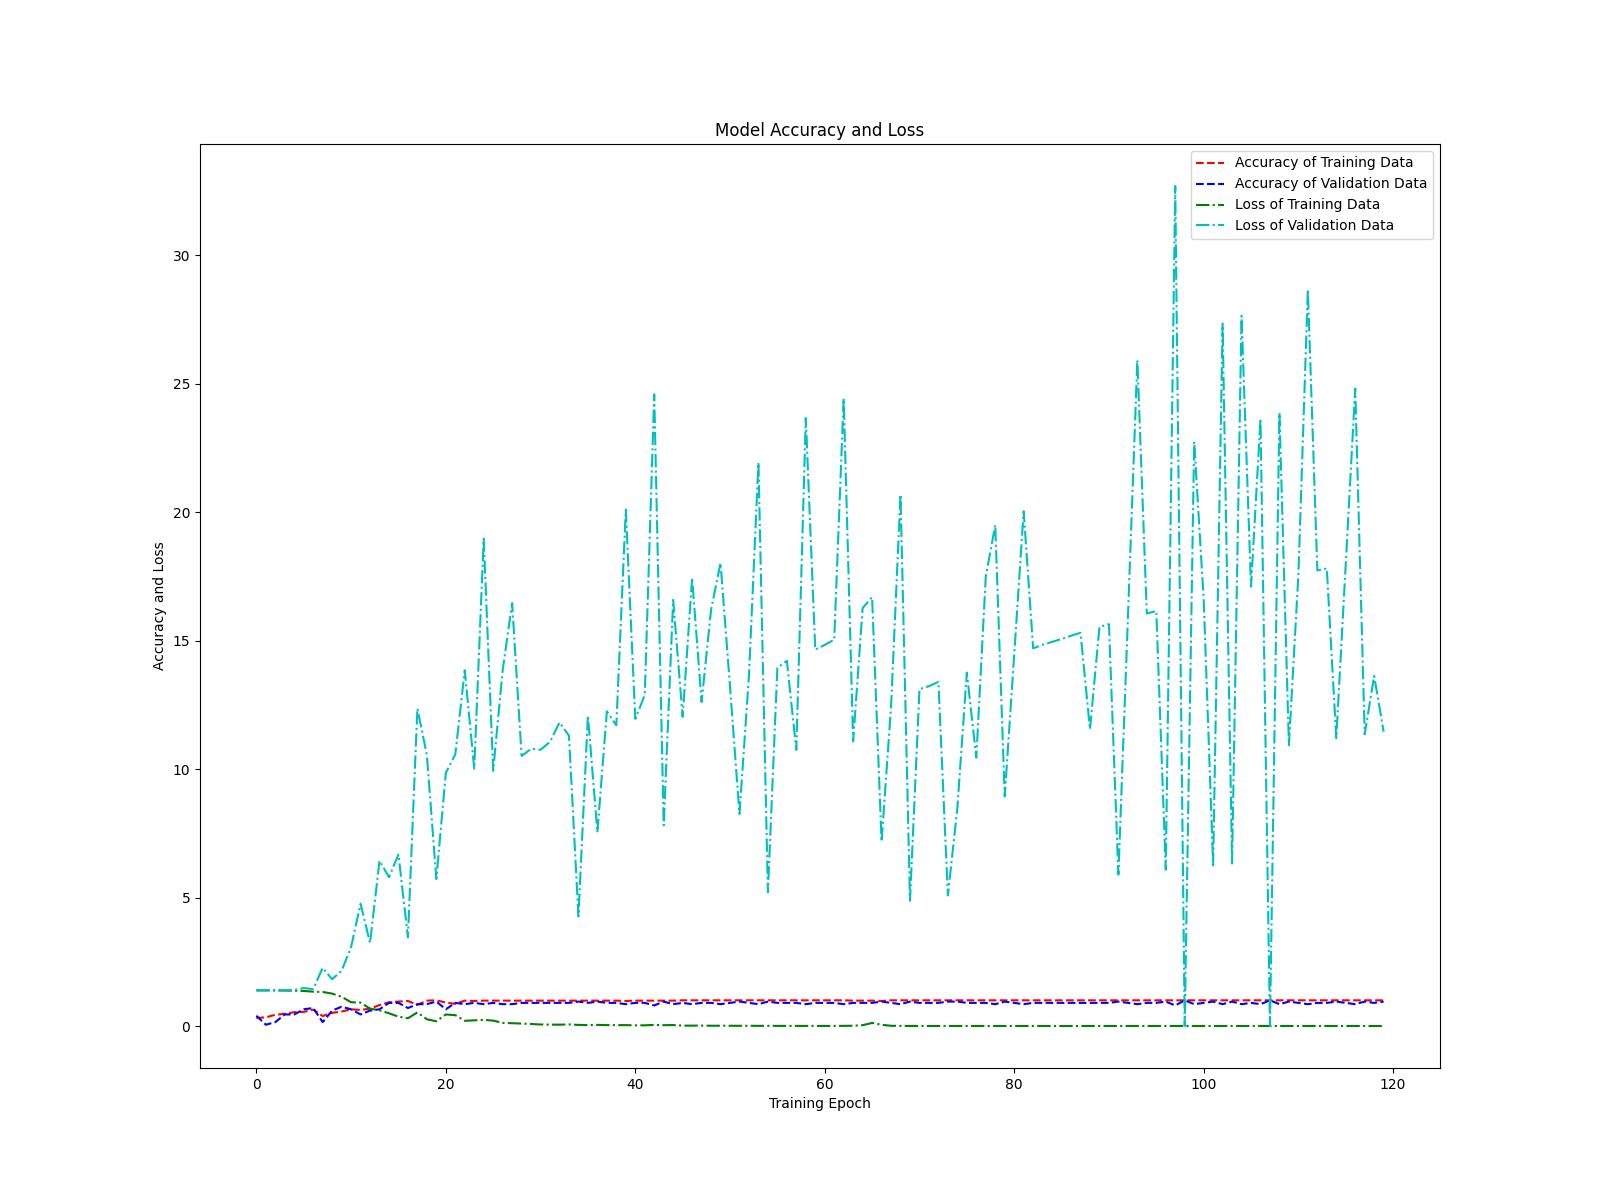 Model Accuracy and Loss
Accuracy of Training Data
Accuracy of Validation Data
Loss of Training Data
Loss of Validation Data
30
25
20
15
10
5
0
Accuracy and Loss
0 20 40 60 80 100 120
Training Epoch